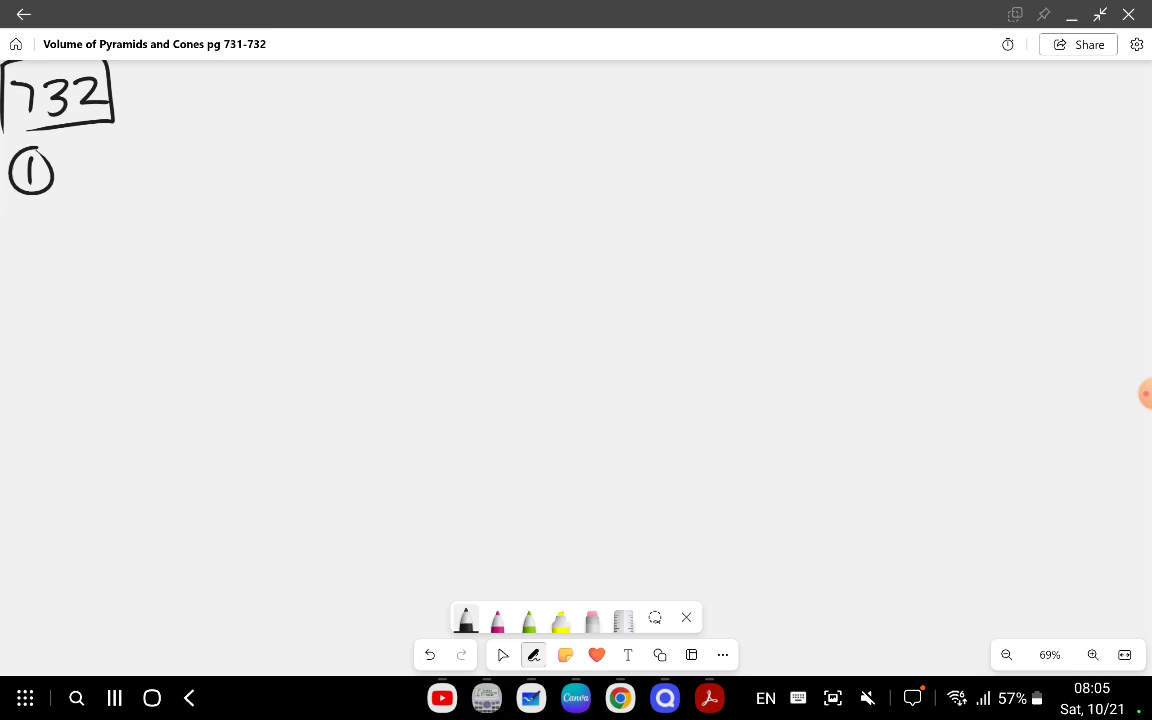 Volume of Pyramids and Cones pg 731-732
Share
732
1
T
69%
Canva
EN
57%
08:05
Sat, 10/21